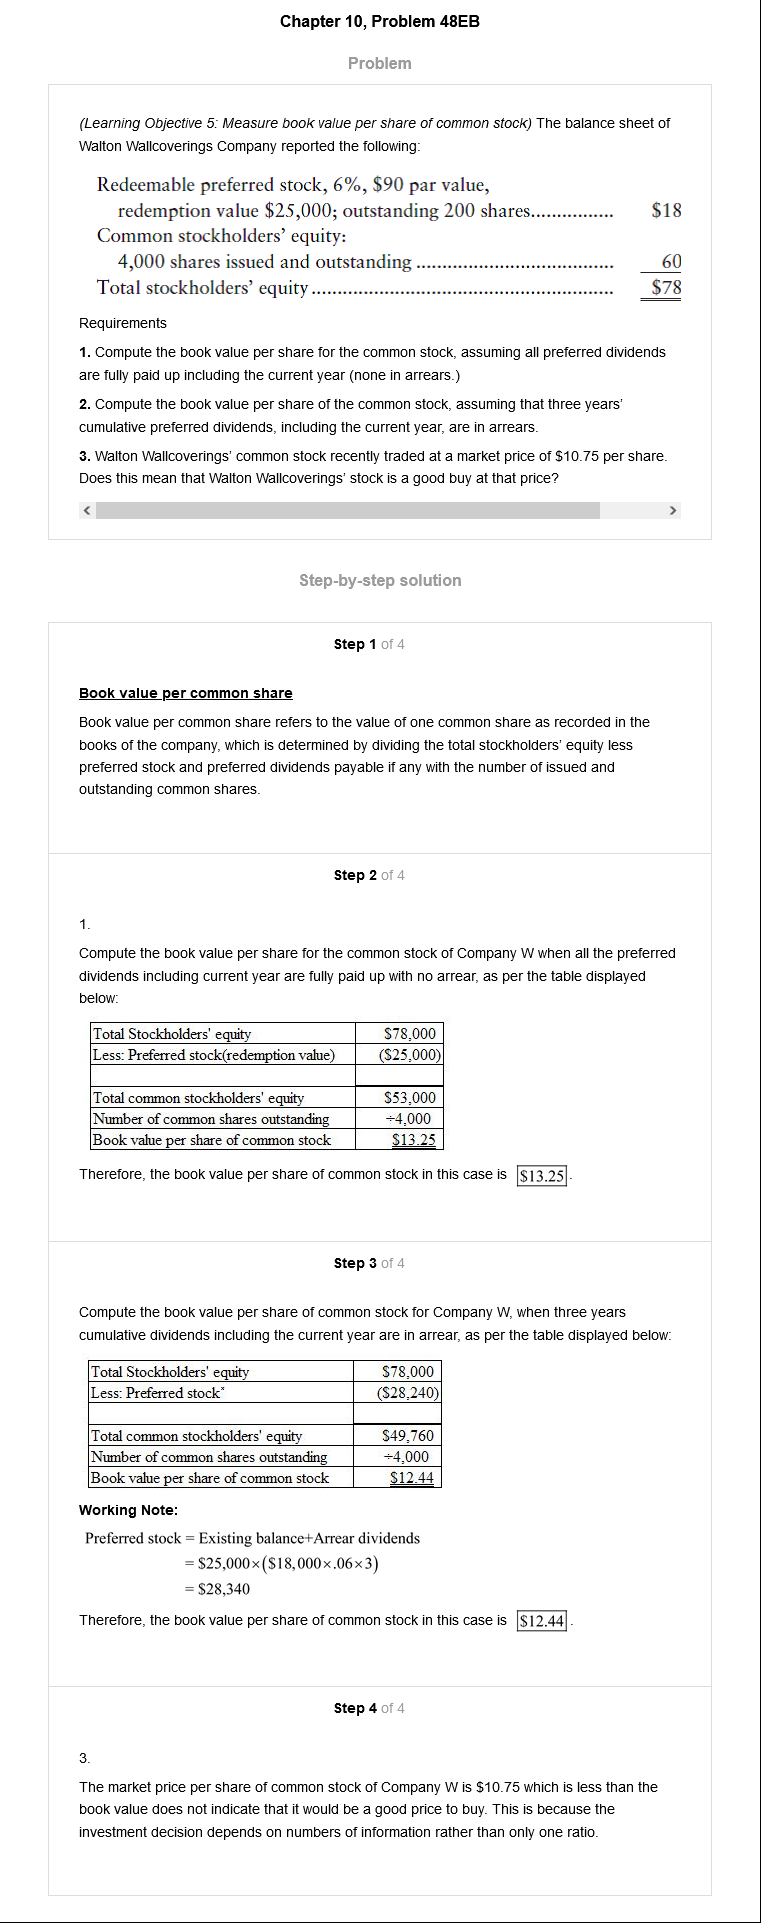 Chapter 10, Problem 48EB
Problem
(Learning Objective 5: Measure book value per share of common stock) The balance sheet of
Walton Wallcoverings Company reported the following:
Redeemable preferred stock, 6%, $90 par value,
redemption value $25,000; outstanding 200 shares................ $18
Common stockholders’ equity:
4,000 shares issued and outstanding ...................................... 60
Total stockholders’ equity............................................................ $78
Requirements
1. Compute the book value per share for the common stock, assuming all preferred dividends
are fully paid up including the current year (none in arrears.)
2. Compute the book value per share of the common stock, assuming that three years’
cumulative preferred dividends, including the current year, are in arrears.
3. Walton Wallcoverings’ common stock recently traded at a market price of $10.75 per share.
Does this mean that Walton Wallcoverings’ stock is a good buy at that price?
Step-by-step solution
Step 1 of 4
Book value per common share
Book value per common share refers to the value of one common share as recorded in the
books of the company, which is determined by dividing the total stockholders’ equity less
preferred stock and preferred dividends payable if any with the number of issued and
outstanding common shares.
Step 2 of 4
1.
Compute the book value per share for the common stock of Company W when all the preferred
dividends including current year are fully paid up with no arrear, as per the table displayed
below:
Total Stockholders' equity $78,000
Less: Preferred stock(redemption value) ($25,000)
Total common stockholders' equity $53,000
Number of common shares outstanding ÷4,000
Book value per share of common stock $13.25
Therefore, the book value per share of common stock in this case is $13.25.
Step 3 of 4
Compute the book value per share of common stock for Company W, when three years
cumulative dividends including the current year are in arrear, as per the table displayed below:
Total Stockholders' equity $78,000
Less: Preferred stock* ($28,240)
Total common stockholders' equity $49,760
Number of common shares outstanding ÷4,000
Book value per share of common stock $12.44
Working Note:
Preferred stock = Existing balance+Arrear dividends
= $25,000×($18,000×.06×3)
= $28,340
Therefore, the book value per share of common stock in this case is $12.44.
Step 4 of 4
3.
The market price per share of common stock of Company W is $10.75 which is less than the
book value does not indicate that it would be a good price to buy. This is because the
investment decision depends on numbers of information rather than only one ratio.